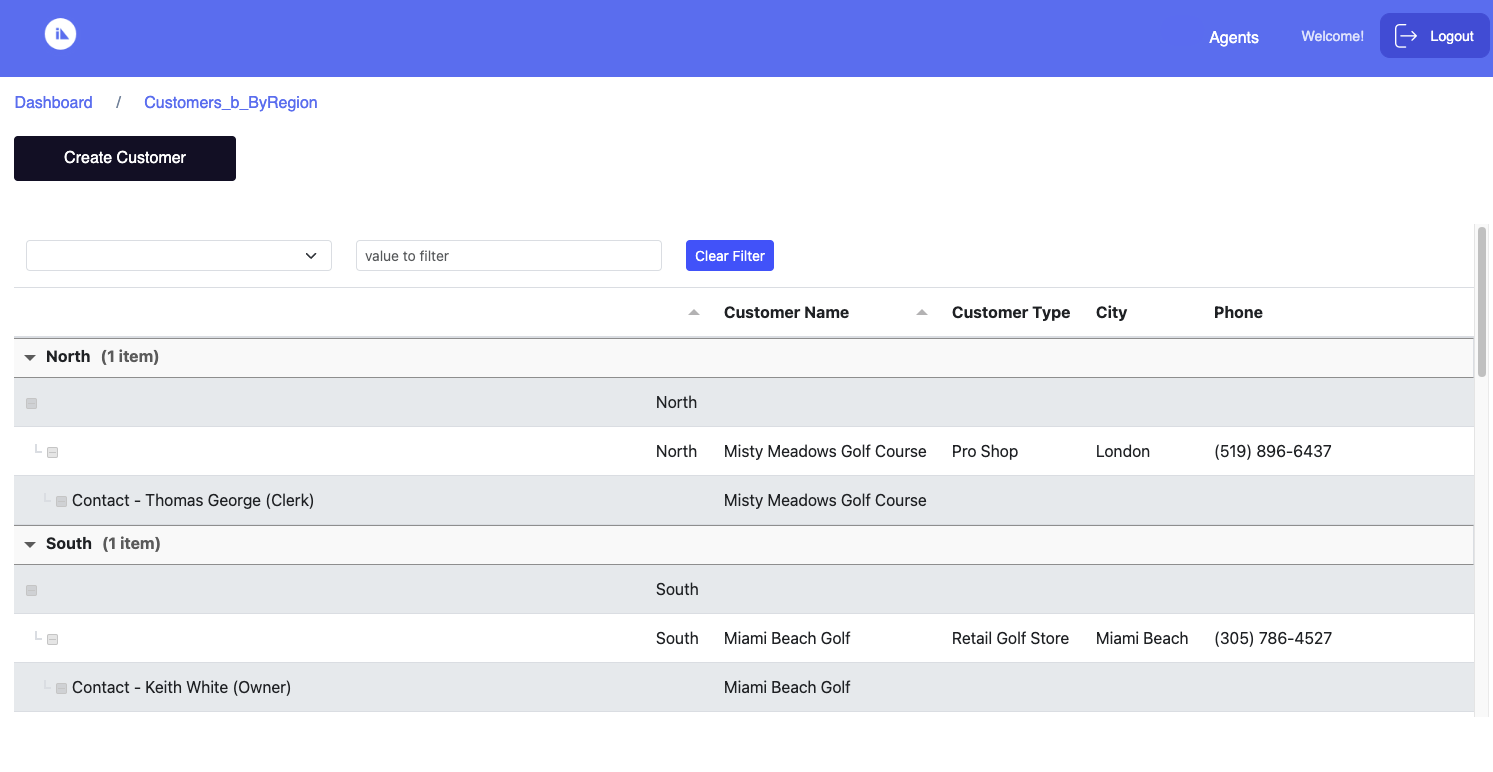 Agents Welcome! Logout
Dashboard / Customers_b_ByRegion
Create Customer
value to filter Clear Filter
Customer Name Customer Type City Phone
North (1 item)
North
North Misty Meadows Golf Course Pro Shop London (519) 896-6437
Contact - Thomas George (Clerk) Misty Meadows Golf Course
South (1 item)
South
South Miami Beach Golf Retail Golf Store Miami Beach (305) 786-4527
Contact - Keith White (Owner) Miami Beach Golf